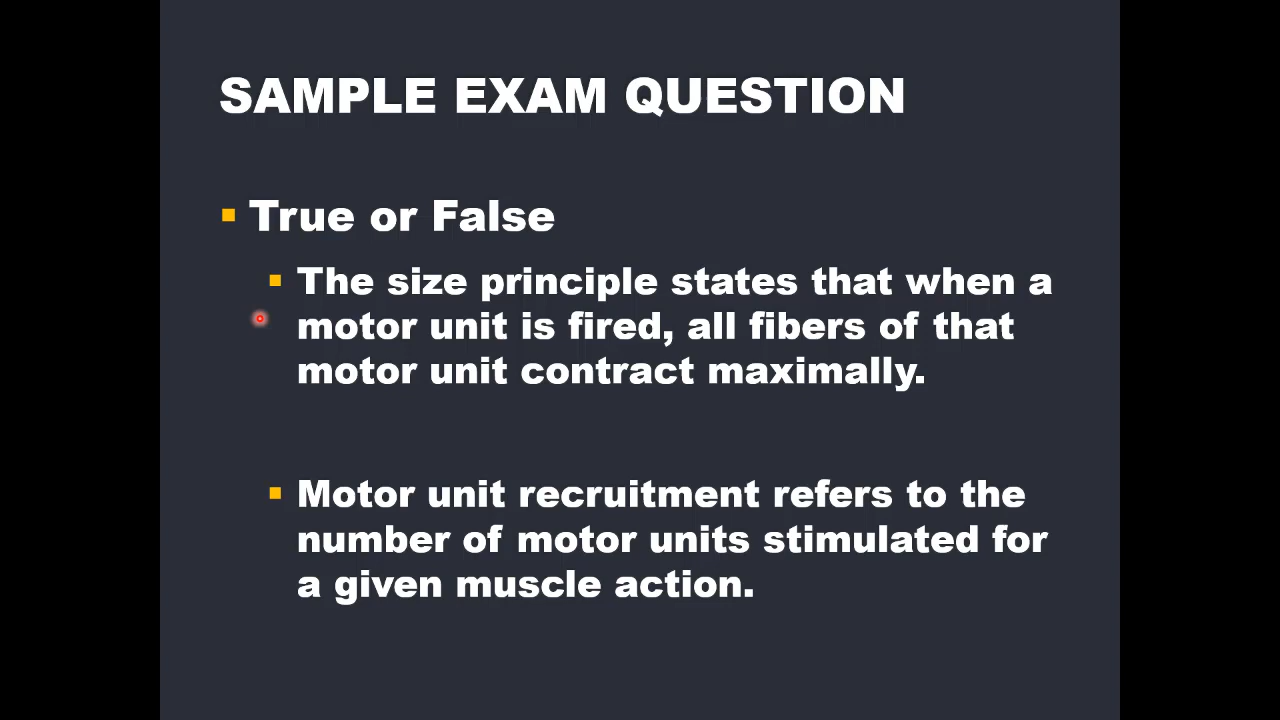 SAMPLE EXAM QUESTION
True or False
The size principle states that when a
motor unit is fired, all fibers of that
motor unit contract maximally.
Motor unit recruitment refers to the
number of motor units stimulated for
a given muscle action.